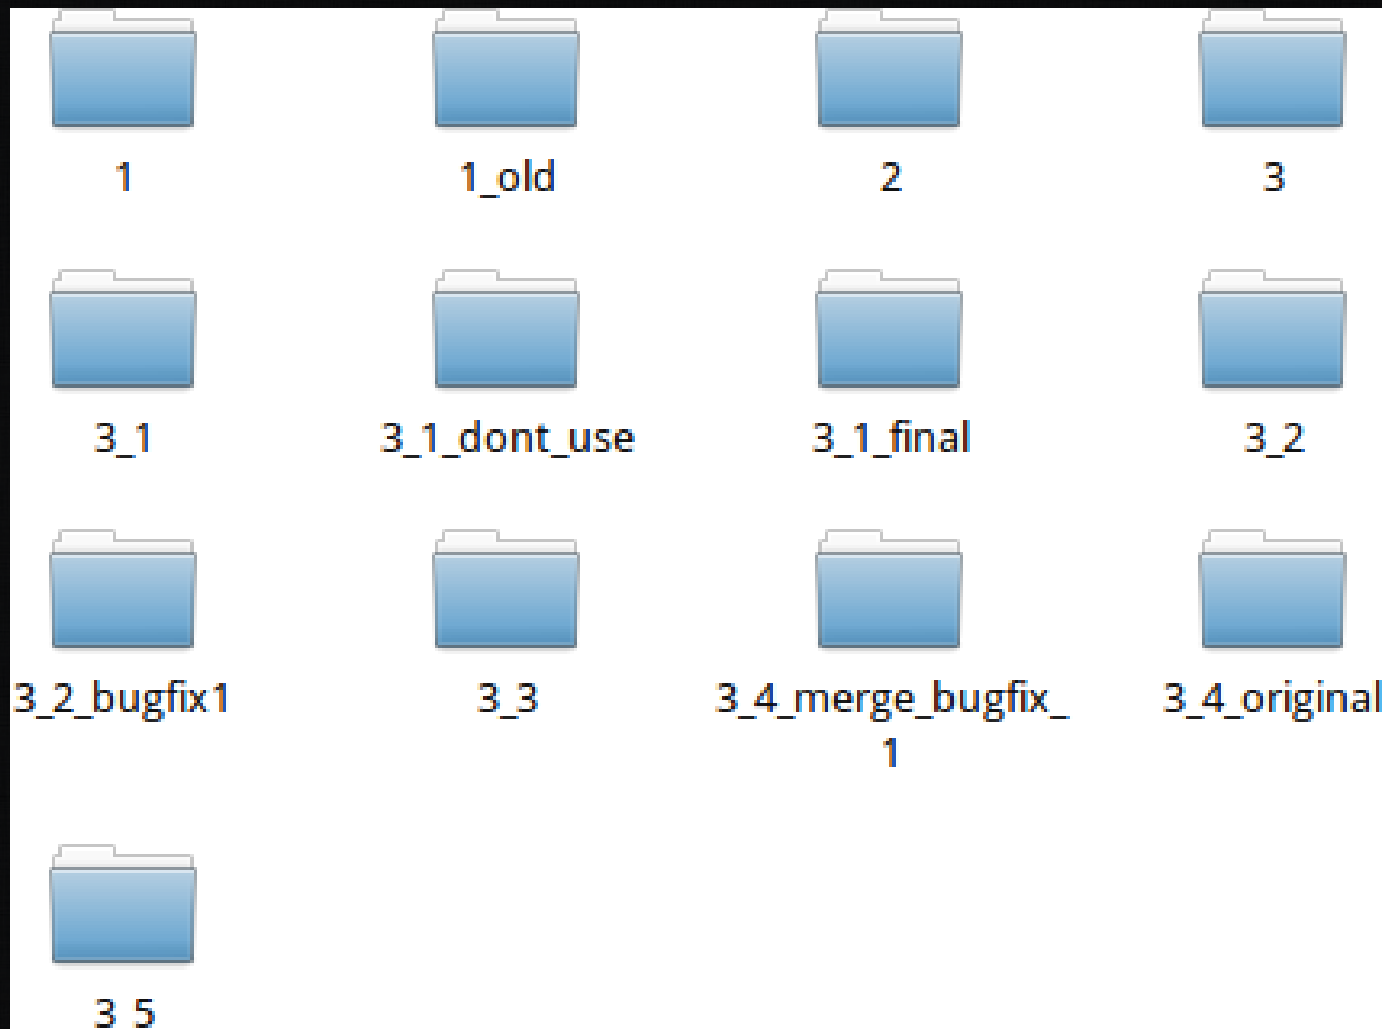 1
1_old
2
3
3_1
3_1_dont_use
3_1_final
3_2
3_2_bugfix1
3_3
3_4_merge_bugfix_
1
3_4_original
3_5